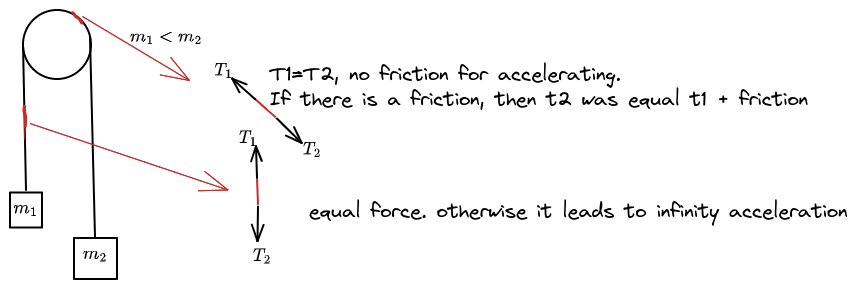 m₁ < m₂
T₁
T1=T2, no friction for accelerating.
If there is a friction, then t2 was equal t1 + friction
T₁
T₂
m₁
equal force. otherwise it leads to infinity acceleration
m₂
T₂